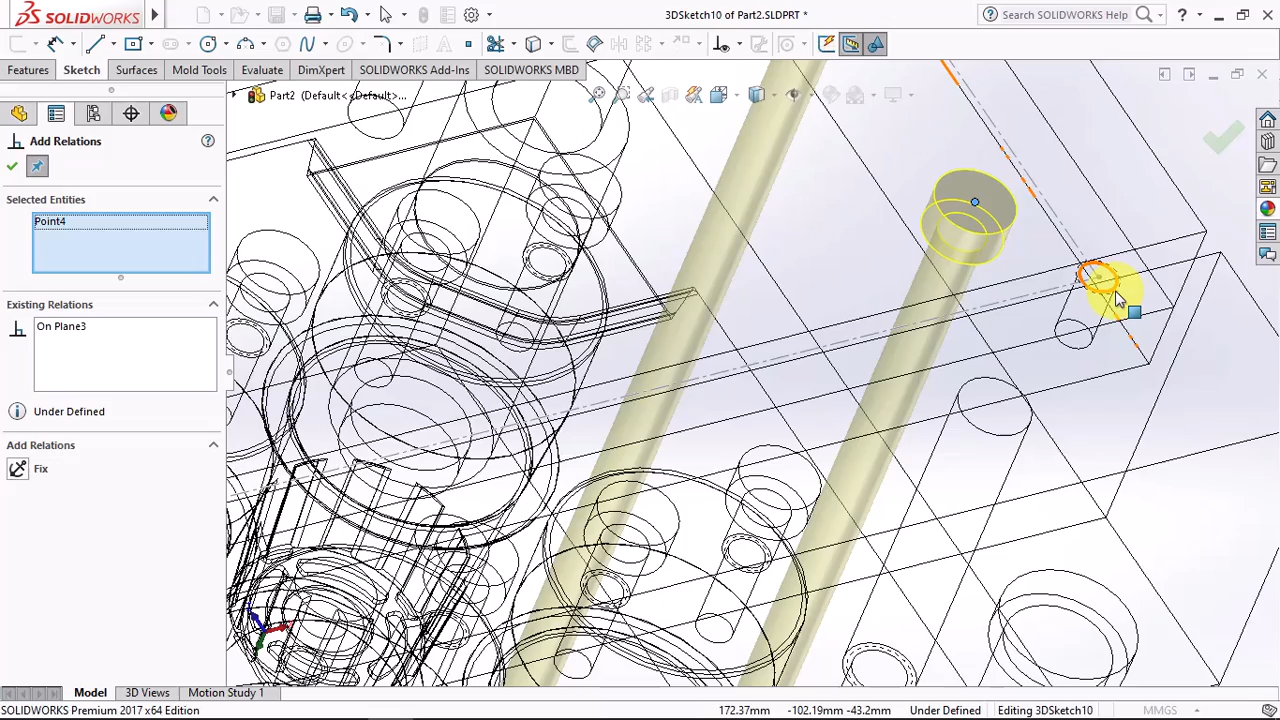 SOLIDWORKS
3DSketch10 of Part2.SLDPRT *
Search SOLIDWORKS Help
?
Features
Sketch
Surfaces
Mold Tools
Evaluate
DimXpert
SOLIDWORKS Add-Ins
SOLIDWORKS MBD
Part2 (Default<<Default>...
Add Relations
?
Selected Entities
Point4
Existing Relations
On Plane3
Under Defined
Add Relations
Fix
Model
3D Views
Motion Study 1
SOLIDWORKS Premium 2017 x64 Edition
172.37mm
-102.19mm -43.2mm
Under Defined
Editing 3DSketch10
MMGS